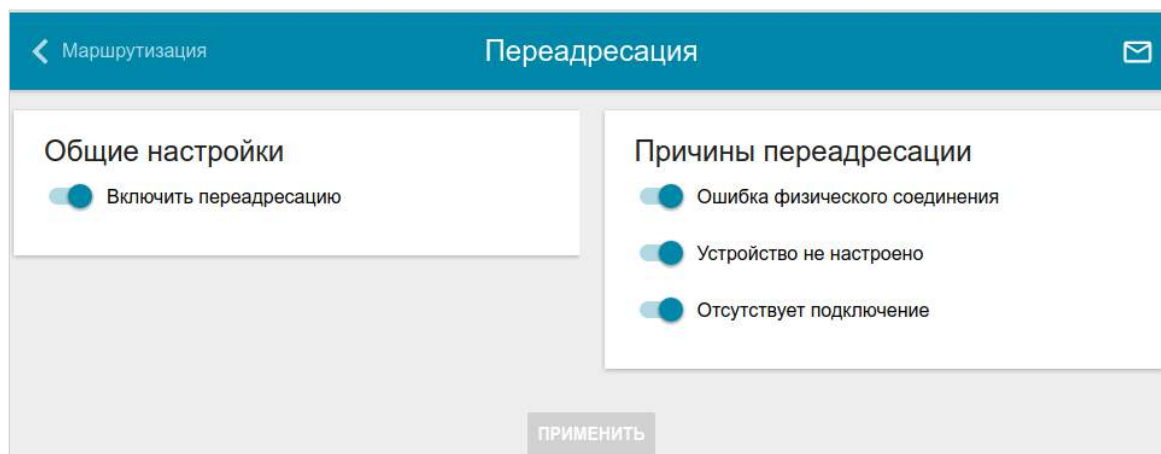 Маршрутизация
Переадресация
Общие настройки
Включить переадресацию
Причины переадресации
Ошибка физического соединения
Устройство не настроено
Отсутствует подключение
ПРИМЕНИТЬ